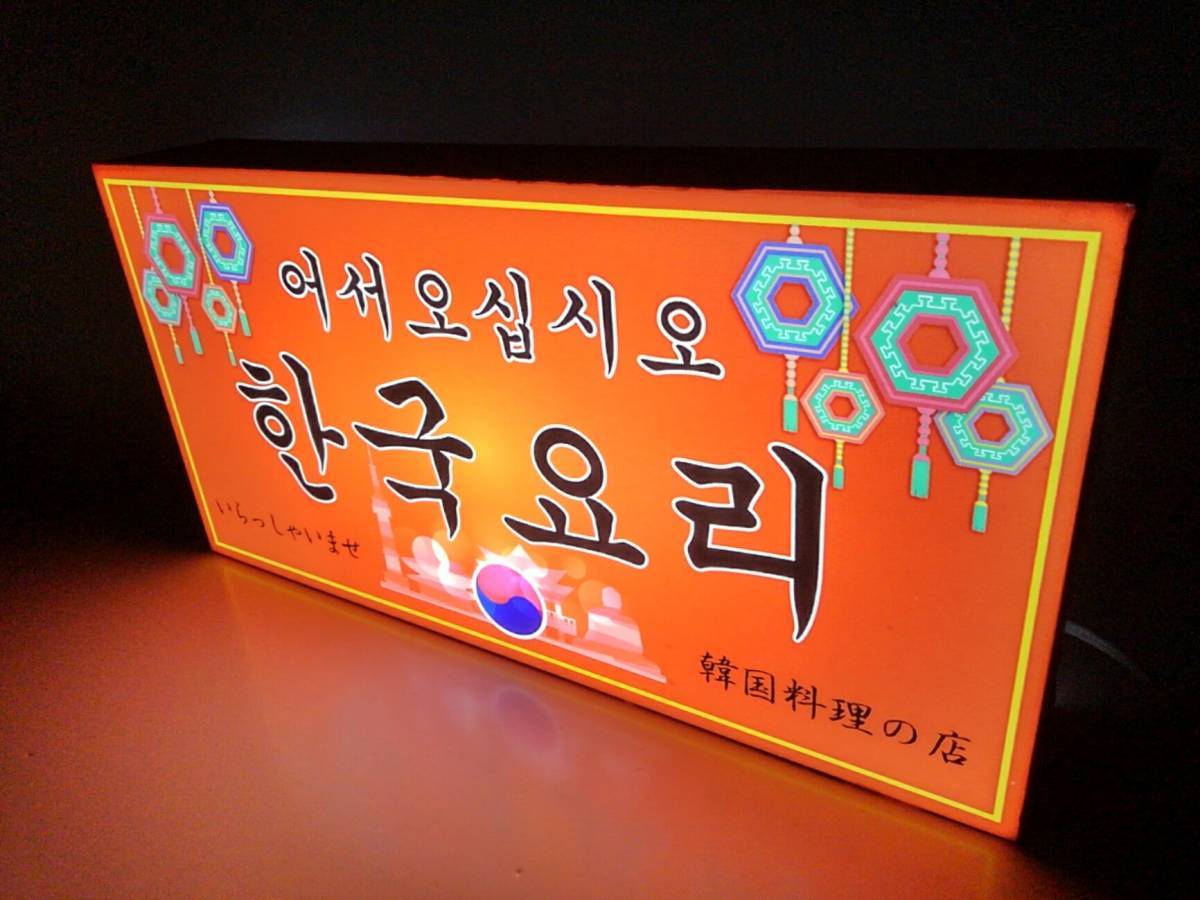 어서오십시오
한국요리
いらっしゃいませ
韓国料理の店